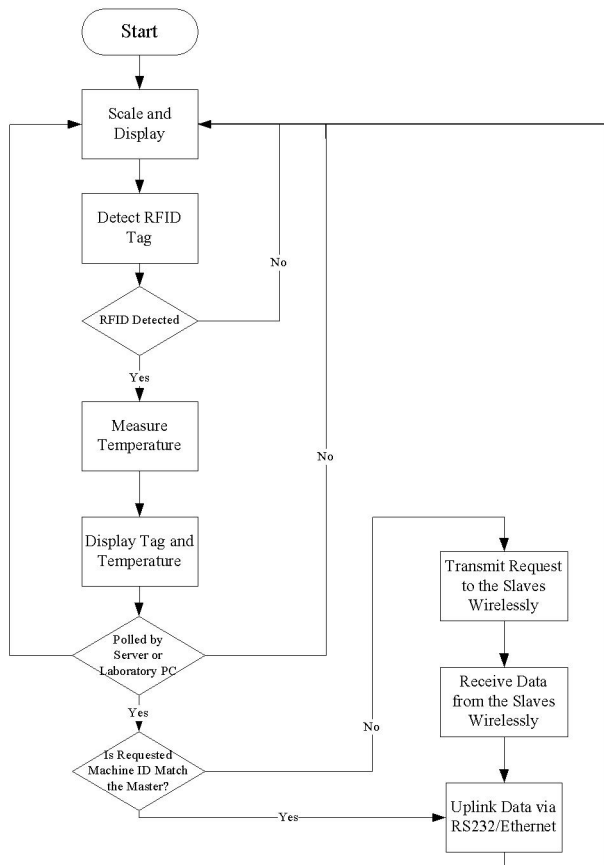 Start
Scale and
Display
Detect RFID
Tag
No
RFID Detected
Yes
Measure
Temperature
No
Display Tag and
Temperature
Transmit Request
to the Slaves
Wirelessly
Polled by
Server or
Laboratory PC
Receive Data
from the Slaves
Wirelessly
Yes
No
Is Requested
Machine ID Match
the Master?
Yes
Uplink Data via
RS232/Ethernet